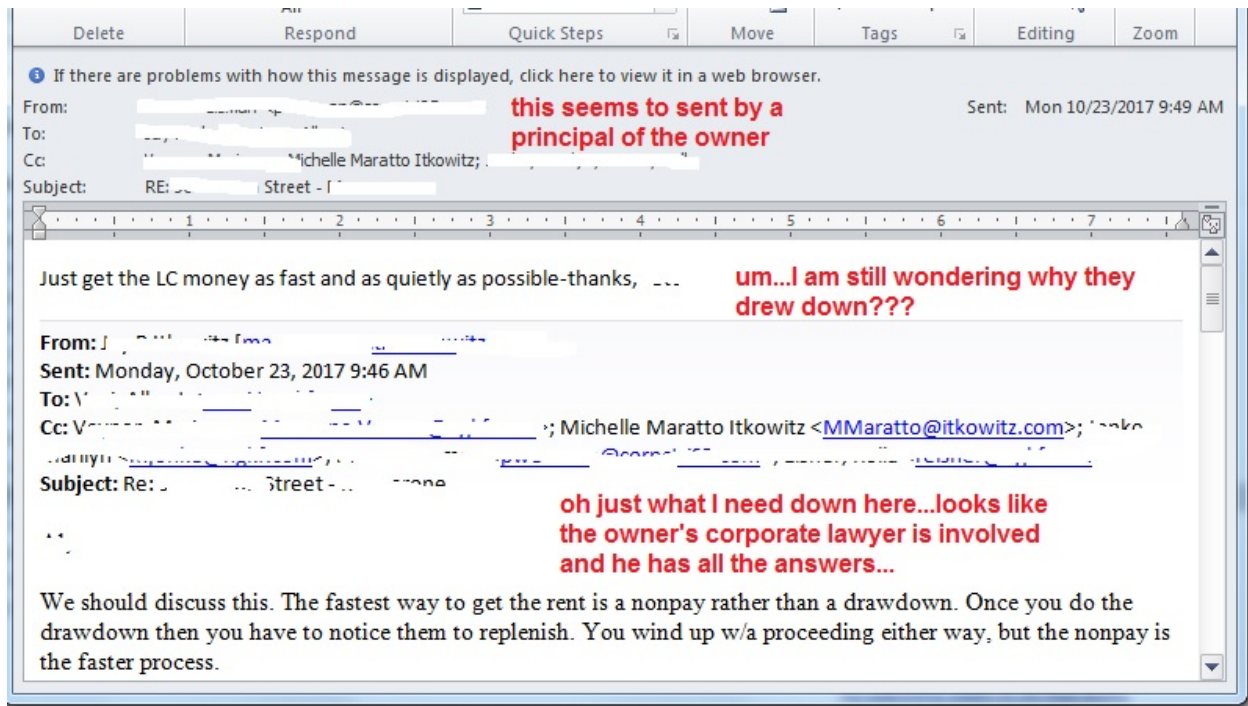 Delete Respond Quick Steps Move Tags Editing Zoom
If there are problems with how this message is displayed, click here to view it in a web browser.
From:
this seems to sent by a
principal of the owner
Sent: Mon 10/23/2017 9:49 AM
To:
Cc: Michelle Maratto Itkowitz;
Subject: RE: Street -
1 2 3 4 5 6 7
Just get the LC money as fast and as quietly as possible-thanks,
um...I am still wondering why they
drew down???
From:
Sent: Monday, October 23, 2017 9:46 AM
To:
Cc: ; Michelle Maratto Itkowitz <MMaratto@itkowitz.com>;
Subject: Re: Street -
oh just what I need down here...looks like
the owner's corporate lawyer is involved
and he has all the answers...
We should discuss this. The fastest way to get the rent is a nonpay rather than a drawdown. Once you do the
drawdown then you have to notice them to replenish. You wind up w/a proceeding either way, but the nonpay is
the faster process.